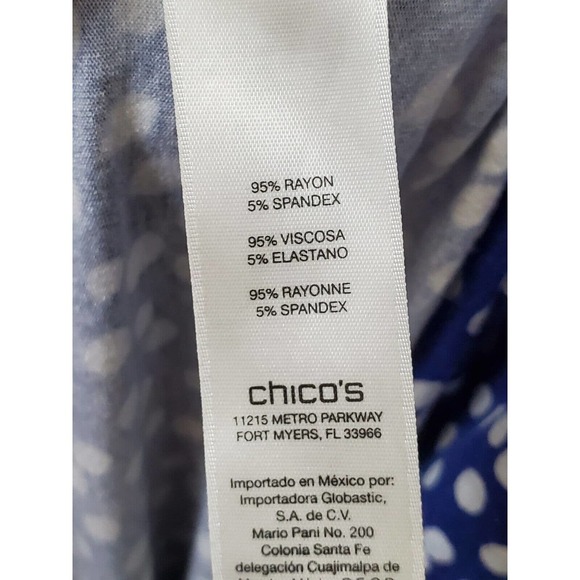 95% RAYON
5% SPANDEX
95% VISCOSA
5% ELASTANO
95% RAYONNE
5% SPANDEX
chico's
11215 METRO PARKWAY
FORT MYERS, FL 33966
Importado en México por:
Importadora Globastic,
S.A. de C.V.
Mario Pani No. 200
Colonia Santa Fe
delegación Cuajimalpa de